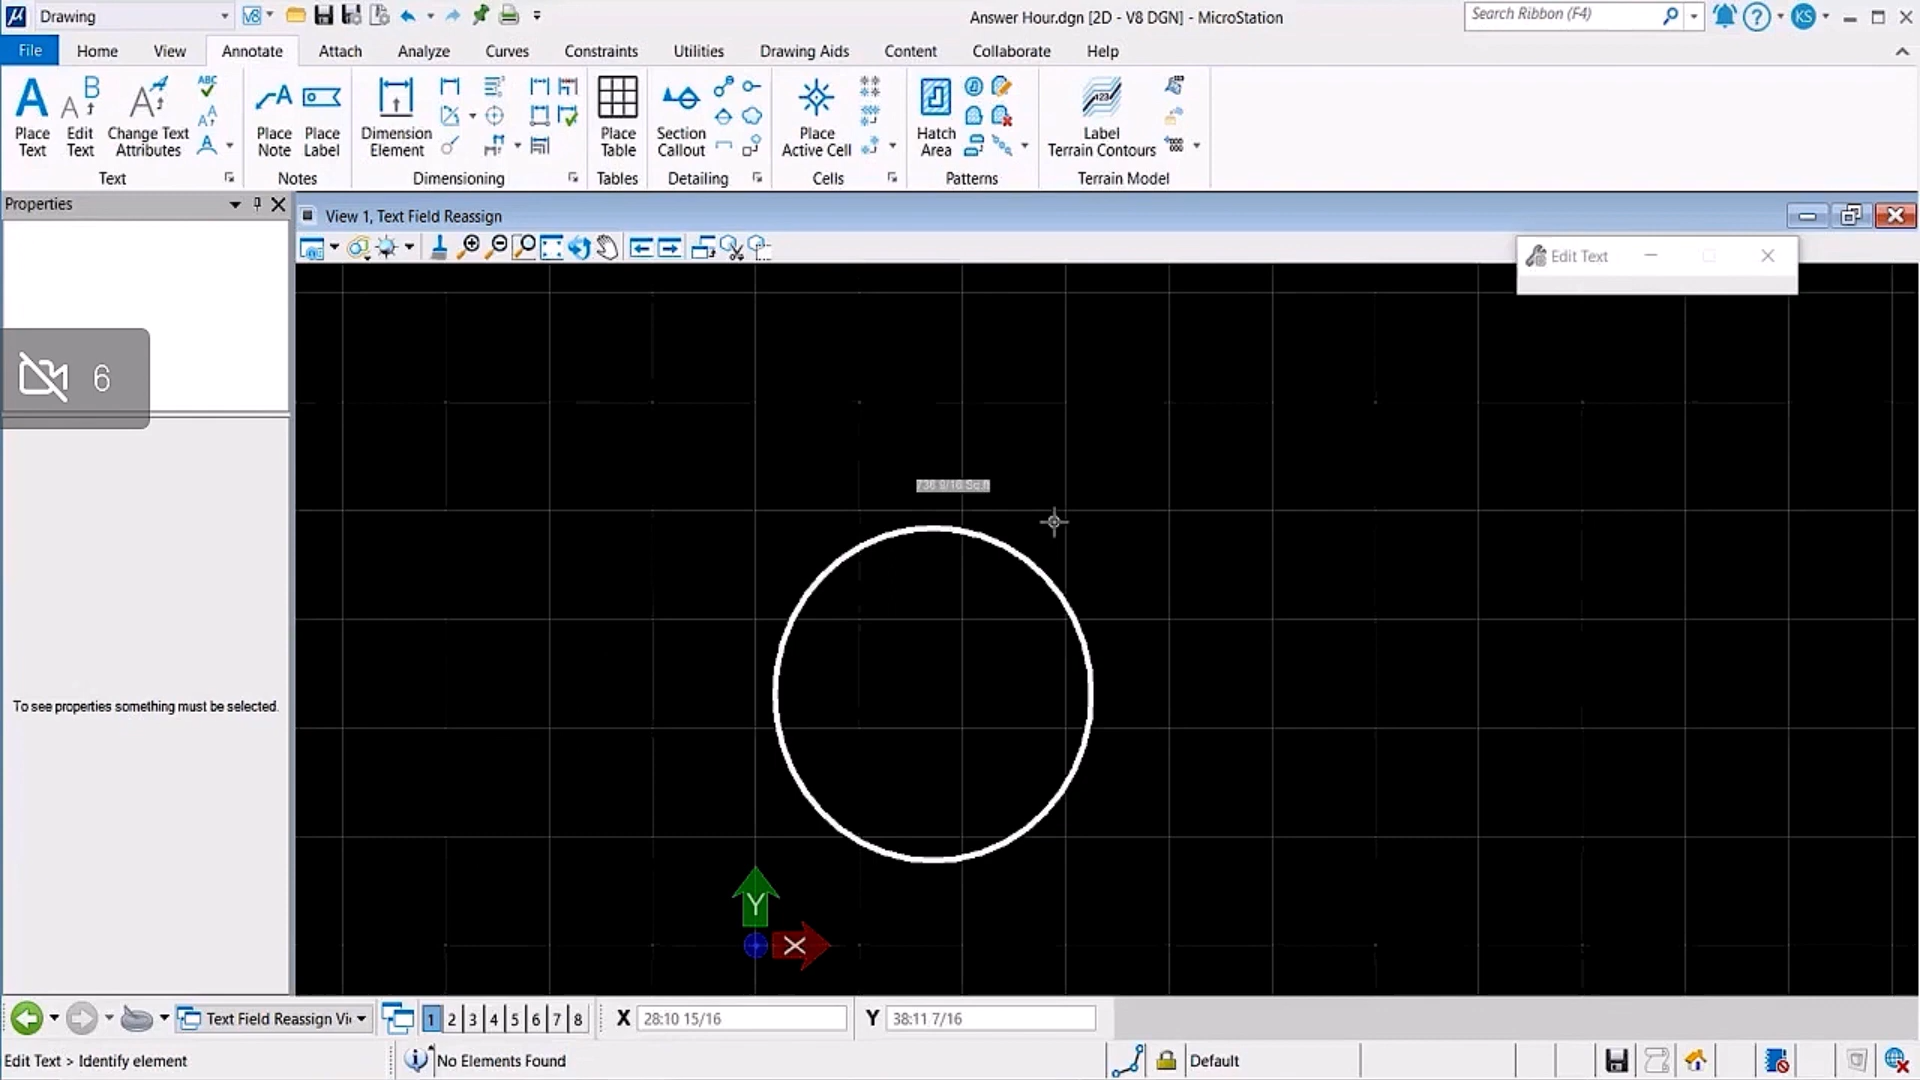 Drawing
V8
Answer Hour.dgn [2D - V8 DGN] - MicroStation
Search Ribbon (F4)
KS
File Home View Annotate Attach Analyze Curves Constraints Utilities Drawing Aids Content Collaborate Help
Place Text
Edit Text
Change Text Attributes
ABC
Place Note
Place Label
Dimension Element
Place Table
Section Callout
Place Active Cell
Hatch Area
Label Terrain Contours
Text
Notes
Dimensioning
Tables
Detailing
Cells
Patterns
Terrain Model
Properties
View 1, Text Field Reassign
Edit Text
6
To see properties something must be selected.
Y
X
Text Field Reassign Vi
1 2 3 4 5 6 7 8
X 28:10 15/16
Y 38:11 7/16
Edit Text > Identify element
No Elements Found
Default